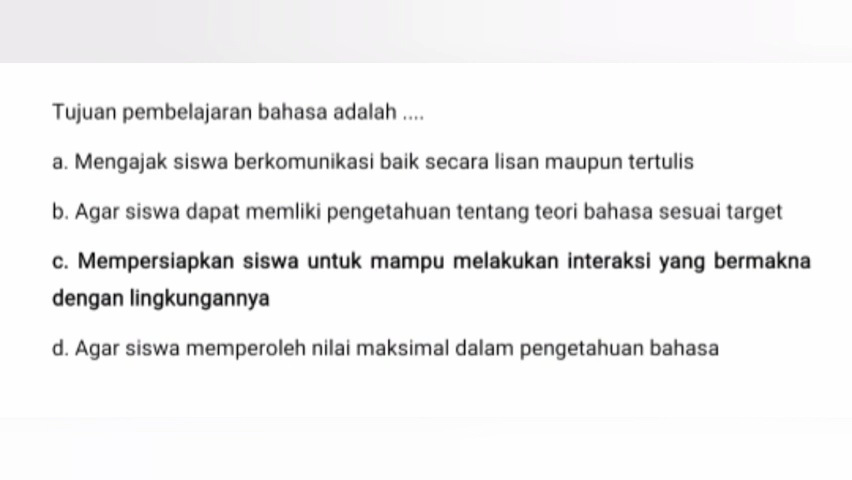 Tujuan pembelajaran bahasa adalah ....
a. Mengajak siswa berkomunikasi baik secara lisan maupun tertulis
b. Agar siswa dapat memliki pengetahuan tentang teori bahasa sesuai target
c. Mempersiapkan siswa untuk mampu melakukan interaksi yang bermakna
dengan lingkungannya
d. Agar siswa memperoleh nilai maksimal dalam pengetahuan bahasa